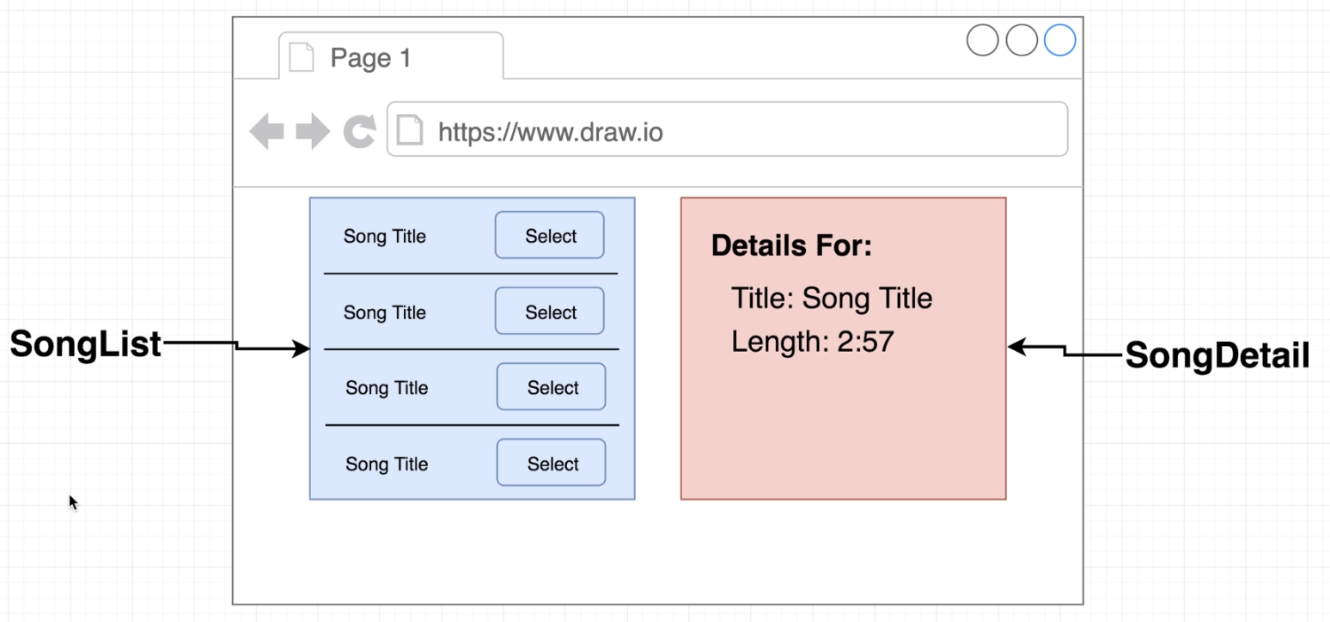 Page 1
https://www.draw.io
Song Title Select
Song Title Select
Song Title Select
Song Title Select
Details For:
Title: Song Title
Length: 2:57
SongList
SongDetail